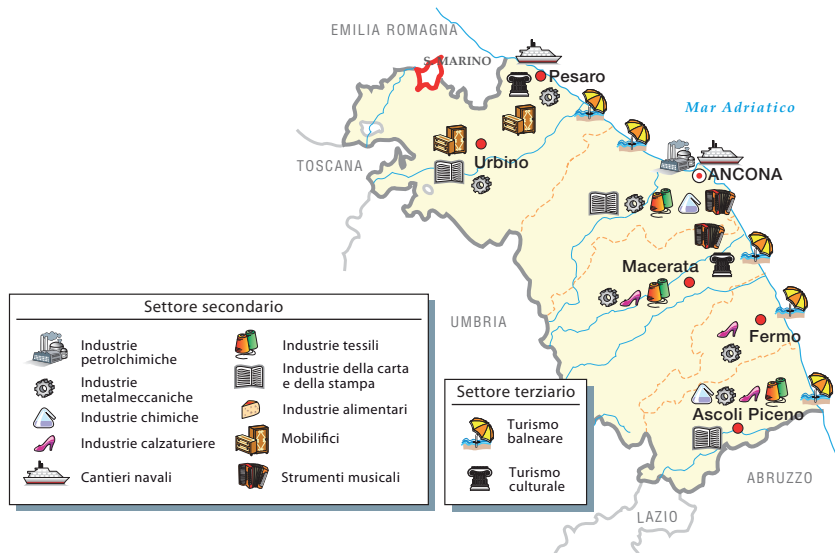 EMILIA ROMAGNA
S. MARINO
Pesaro
Mar Adriatico
TOSCANA
Urbino
ANCONA
Macerata
UMBRIA
Fermo
Ascoli Piceno
ABRUZZO
LAZIO
Settore secondario
Industrie
petrolchimiche
Industrie
metalmeccaniche
Industrie chimiche
Industrie calzaturiere
Cantieri navali
Industrie tessili
Industrie della carta
e della stampa
Industrie alimentari
Mobilifici
Strumenti musicali
Settore terziario
Turismo
balneare
Turismo
culturale